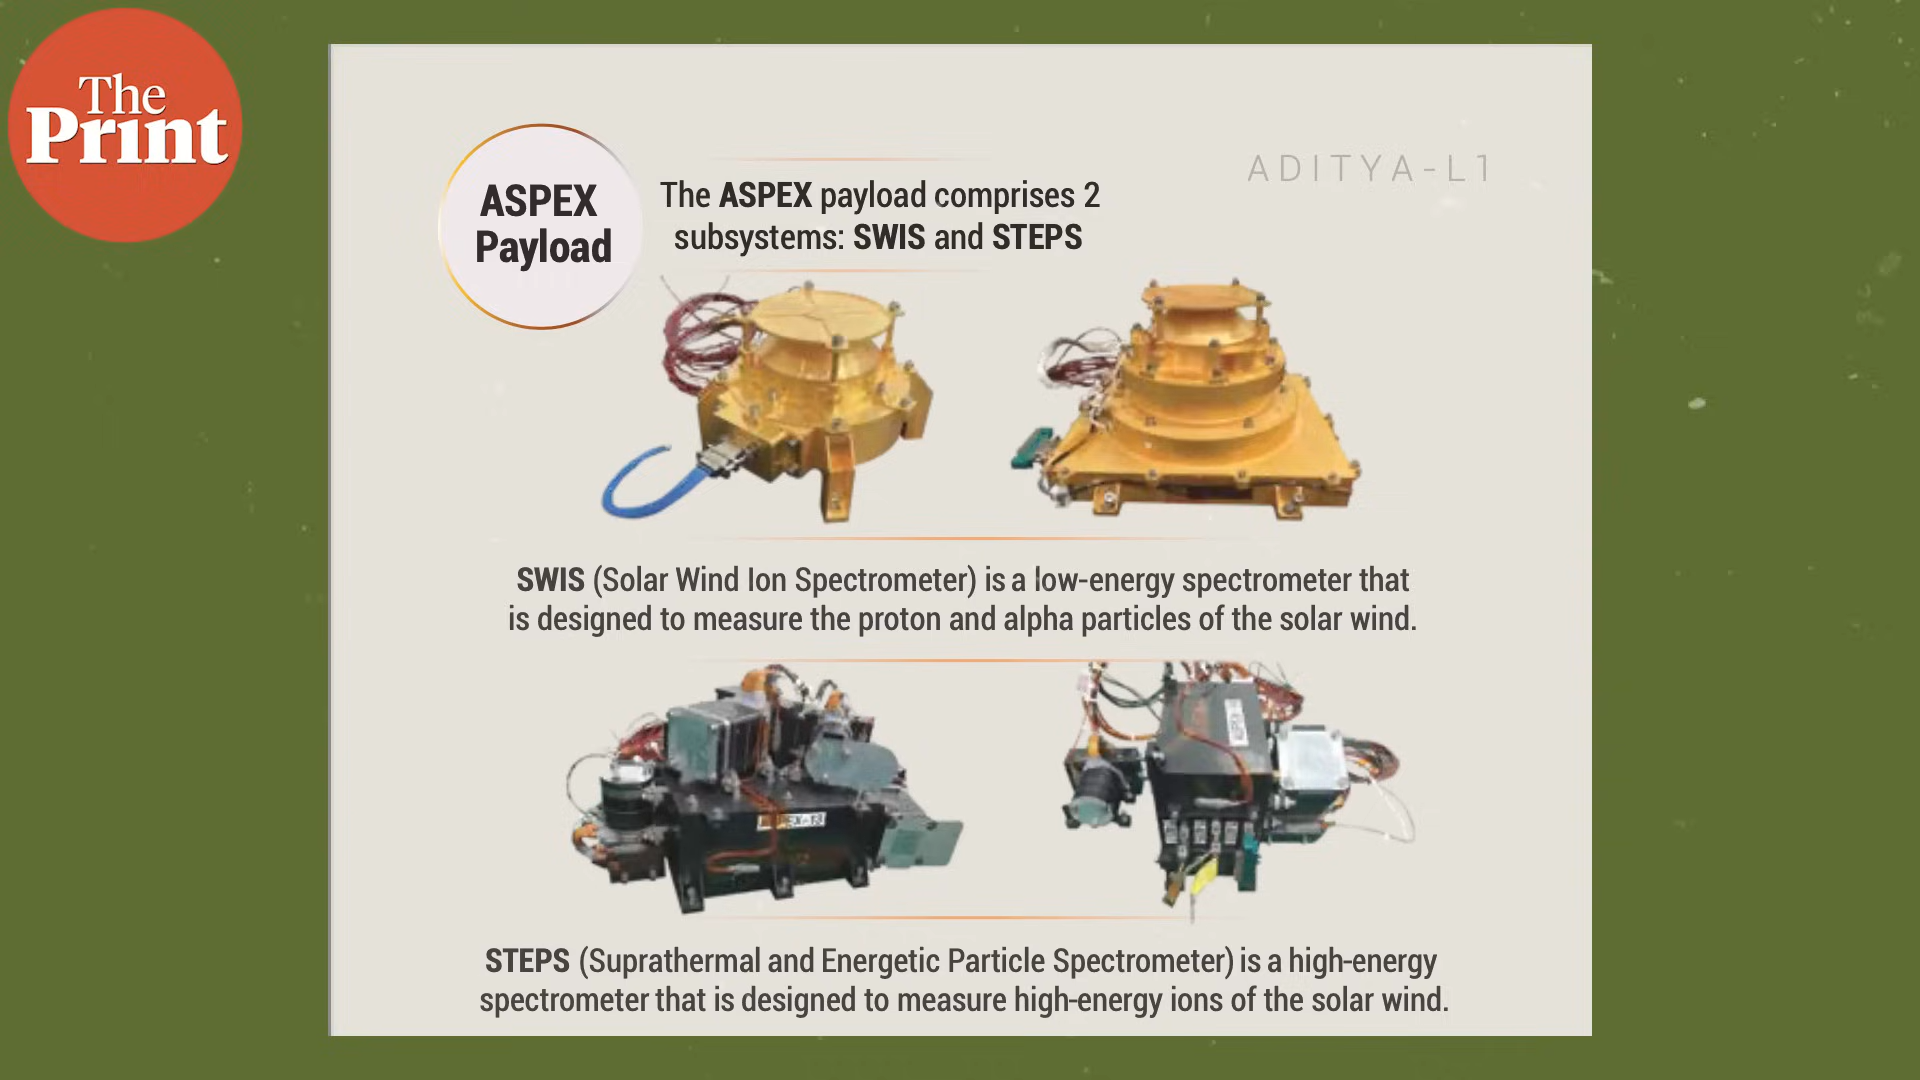 The
Print
ADITYA-L1
ASPEX
Payload
The ASPEX payload comprises 2
subsystems: SWIS and STEPS
SWIS (Solar Wind Ion Spectrometer) is a low-energy spectrometer that
is designed to measure the proton and alpha particles of the solar wind.
STEPS (Suprathermal and Energetic Particle Spectrometer) is a high-energy
spectrometer that is designed to measure high-energy ions of the solar wind.